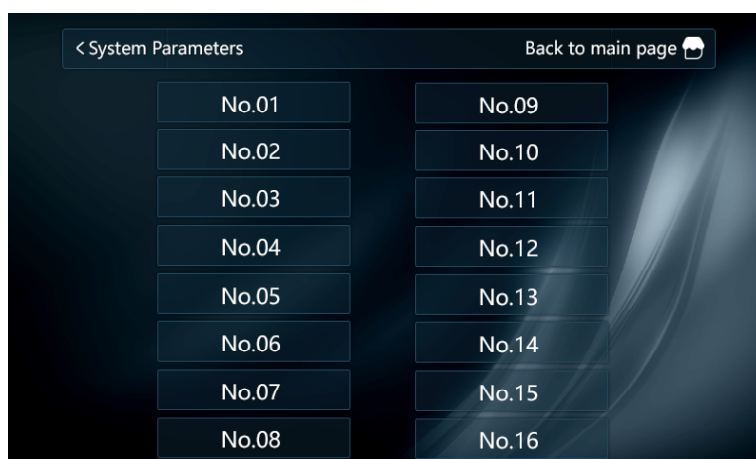 < System Parameters
Back to main page
No.01
No.02
No.03
No.04
No.05
No.06
No.07
No.08
No.09
No.10
No.11
No.12
No.13
No.14
No.15
No.16